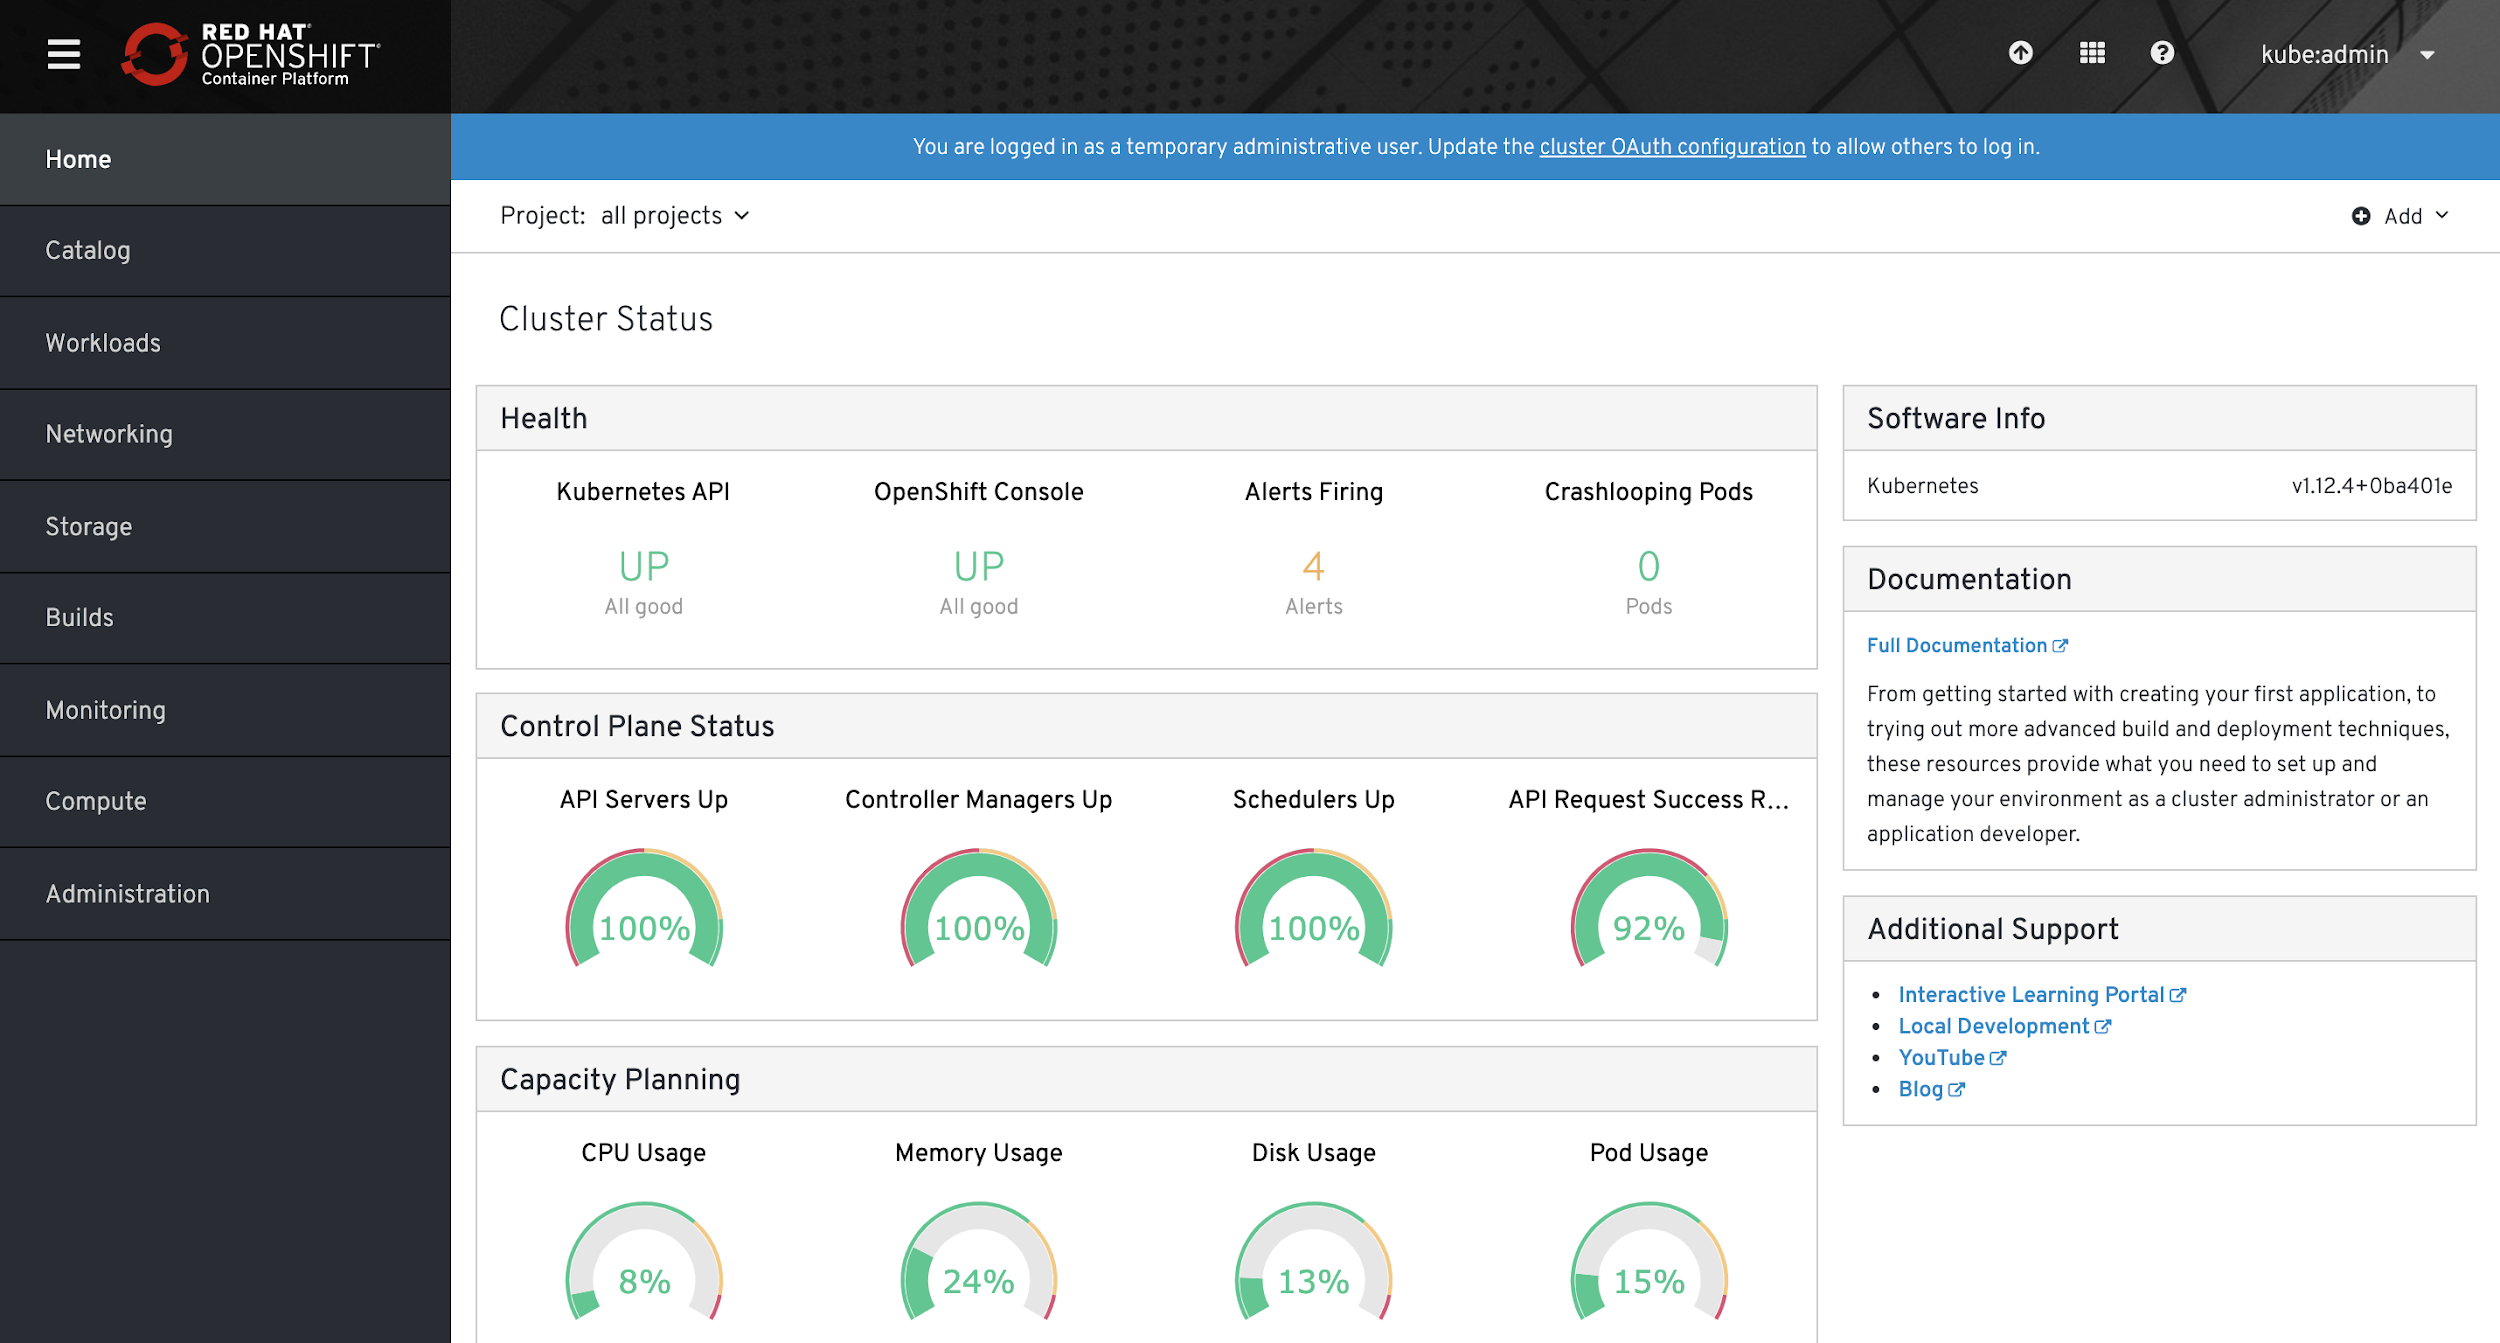 RED HAT
OPENSHIFT
Container Platform
kube:admin
Home
Catalog
Workloads
Networking
Storage
Builds
Monitoring
Compute
Administration
You are logged in as a temporary administrative user. Update the cluster OAuth configuration to allow others to log in.
Project: all projects
Add
Cluster Status
Health
Kubernetes API
OpenShift Console
Alerts Firing
Crashlooping Pods
UP
UP
4
0
All good
All good
Alerts
Pods
Control Plane Status
API Servers Up
Controller Managers Up
Schedulers Up
API Request Success R...
100%
100%
100%
92%
Capacity Planning
CPU Usage
Memory Usage
Disk Usage
Pod Usage
8%
24%
13%
15%
Software Info
Kubernetes
v1.12.4+0ba401e
Documentation
Full Documentation
From getting started with creating your first application, to
trying out more advanced build and deployment techniques,
these resources provide what you need to set up and
manage your environment as a cluster administrator or an
application developer.
Additional Support
Interactive Learning Portal
Local Development
YouTube
Blog